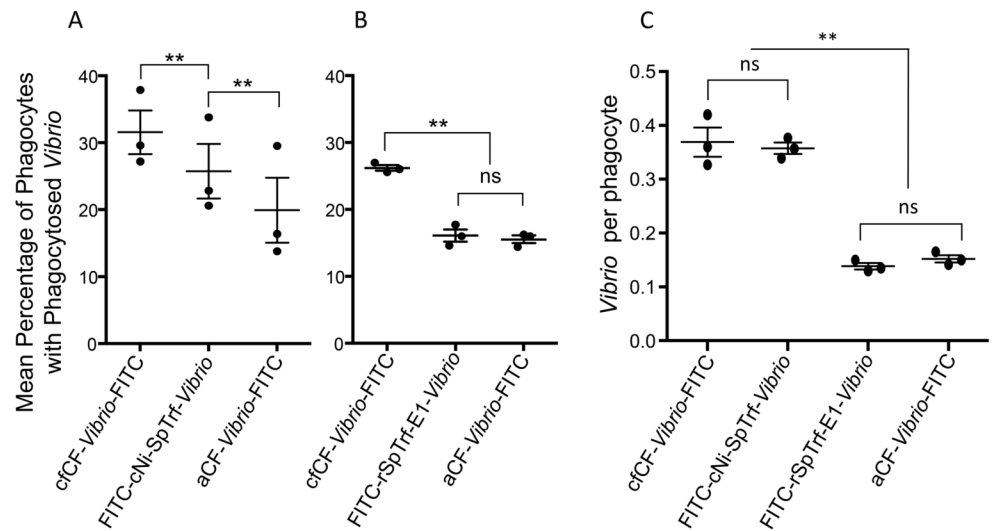 A
B
C
Mean Percentage of Phagocytes
with Phagocytosed Vibrio
40
30
20
10
0
**
**
cfCF-Vibrio-FITC
FITC-cNi-SpTrf-Vibrio
aCF-Vibrio-FITC
40
30
20
10
0
**
ns
cfCF-Vibrio-FITC
FITC-rSpTrf-E1-Vibrio
aCF-Vibrio-FITC
Vibrio per phagocyte
0.5
0.4
0.3
0.2
0.1
0.0
**
ns
ns
cfCF-Vibrio-FITC
FITC-cNi-SpTrf-Vibrio
FITC-rSpTrf-E1-Vibrio
aCF-Vibrio-FITC